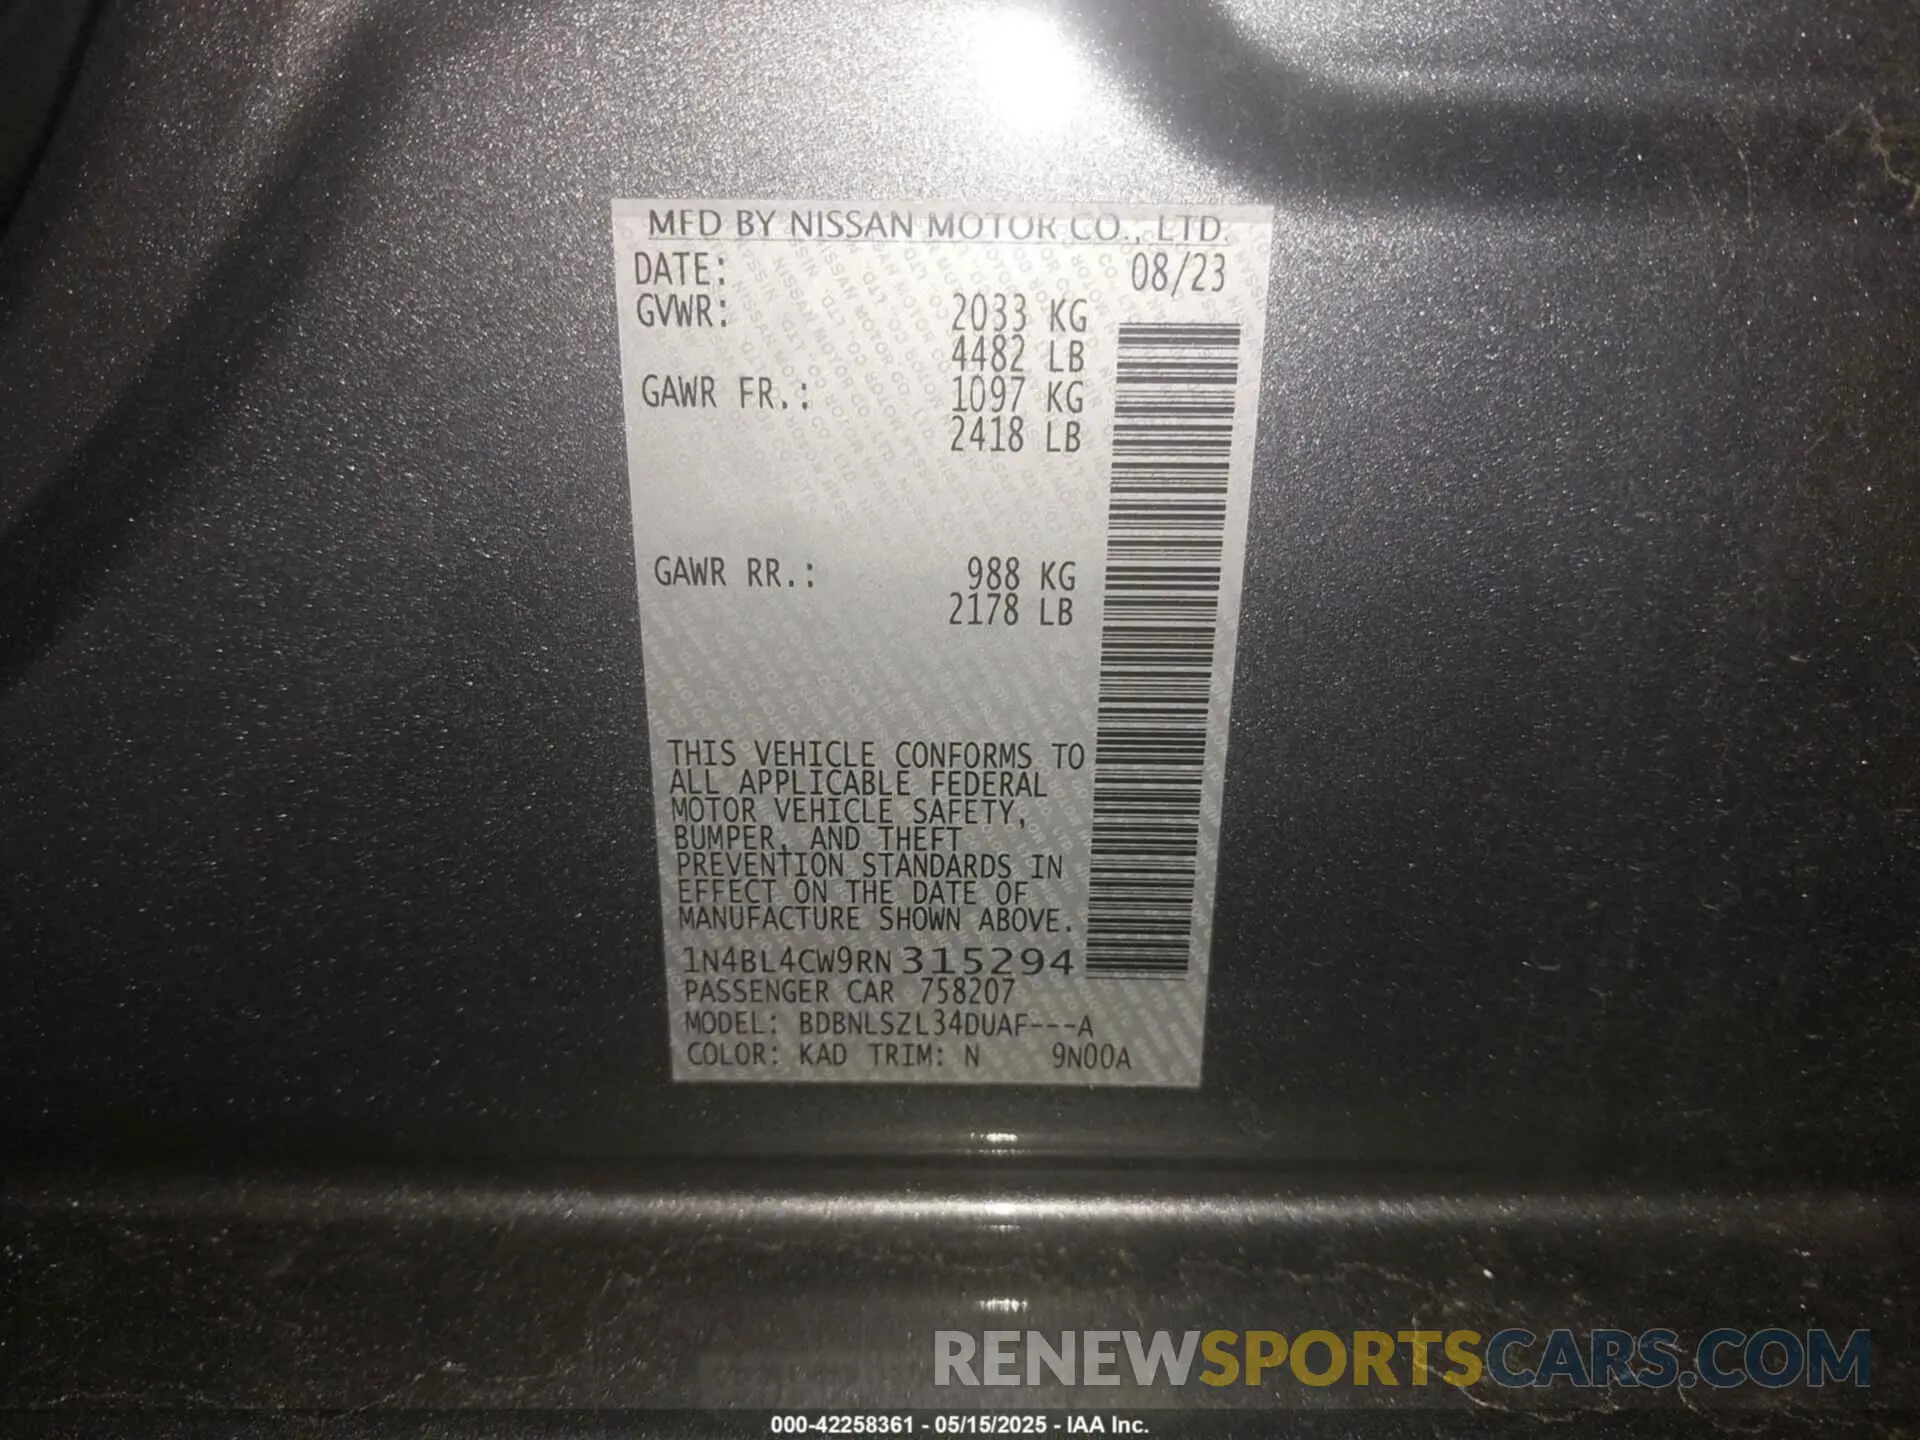 MFD BY NISSAN MOTOR CO., LTD.
DATE: 08/23
GVWR: 2033 KG
4482 LB
GAWR FR.: 1097 KG
2418 LB
GAWR RR.: 988 KG
2178 LB
THIS VEHICLE CONFORMS TO
ALL APPLICABLE FEDERAL
MOTOR VEHICLE SAFETY,
BUMPER, AND THEFT
PREVENTION STANDARDS IN
EFFECT ON THE DATE OF
MANUFACTURE SHOWN ABOVE.
1N4BL4CW9RN315294
PASSENGER CAR 758207
MODEL: BDBNLSZL34DUAF---A
COLOR: KAD TRIM: N 9N00A
RENEWSPORTSCARS.COM
000-42258361 - 05/15/2025 - IAA Inc.